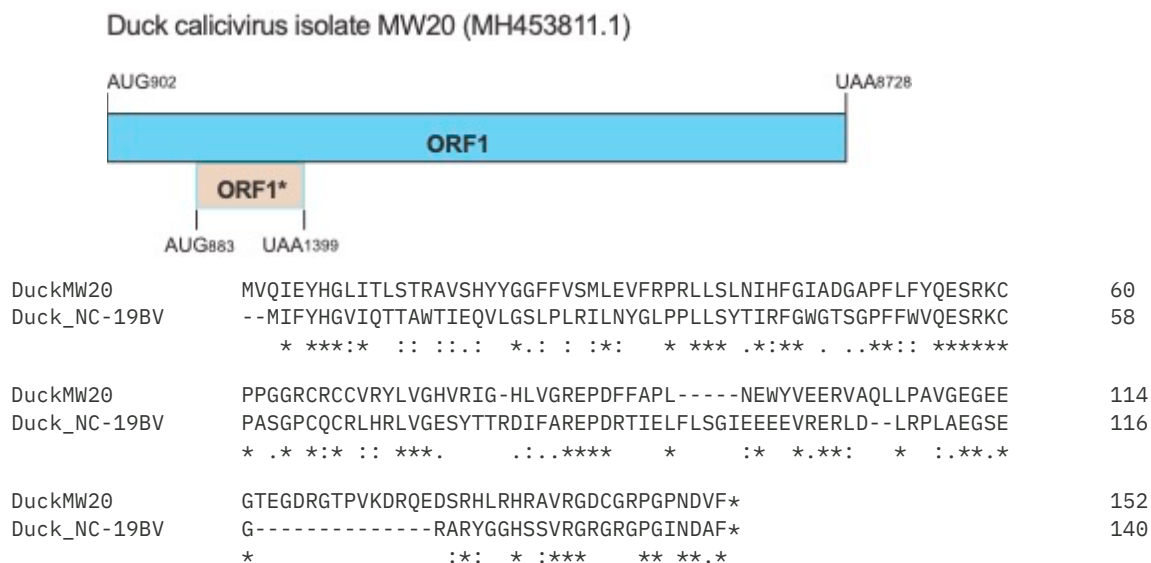 Duck calicivirus isolate MW20 (MH453811.1)
AUG902 UAA8728
ORF1
ORF1*
AUG883 UAA1399
DuckMW20 MVQIEYHGLITLSTRAVSHYYGGFFVSMLEVFRPRLLSLNIHFGIADGAPFLFYQESRKC 60
Duck_NC-19BV --MIFYHGVIQTTAWTIEQVLGSLPLRILNYGLPPLLSYTIRFGWGTSGPFFWVQESRKC 58
* ***:* :: ::.: *.: : :*: * *** .*:** . ..**:: ******
DuckMW20 PPGGRCRCCVRYLVGHVRIG-HLVGREPDFFAPL-----NEWYVEERVAQLLPAVGEGEE 114
Duck_NC-19BV PASGPCQCRLHRLVGESYTTRDIFAREPDRTIELFLSGIEEEEVRERLD--LRPLAEGSE 116
* .* *:* :: ***. .:..**** * :* *.**: * :.**.*
DuckMW20 GTEGDRGTPVKDRQEDSRHLRHRAVRGDCGRPGPNDVF* 152
Duck_NC-19BV G--------------RARYGGHSSVRGRGRGPGINDAF* 140
* :*: * :*** ** **.*